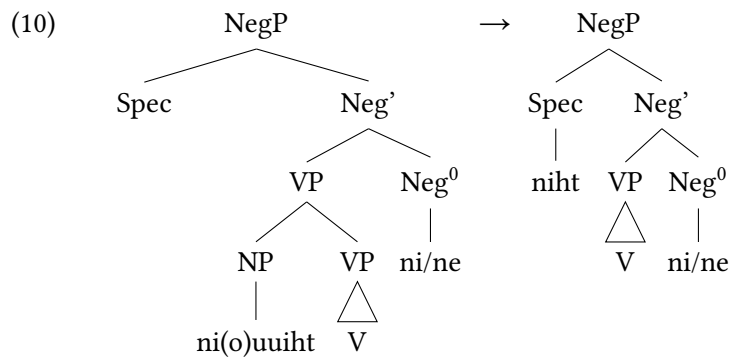 (10) NegP → NegP
Spec Neg’ Spec Neg’
VP Neg⁰ niht VP Neg⁰
NP VP ni/ne V ni/ne
ni(o)uuiht V